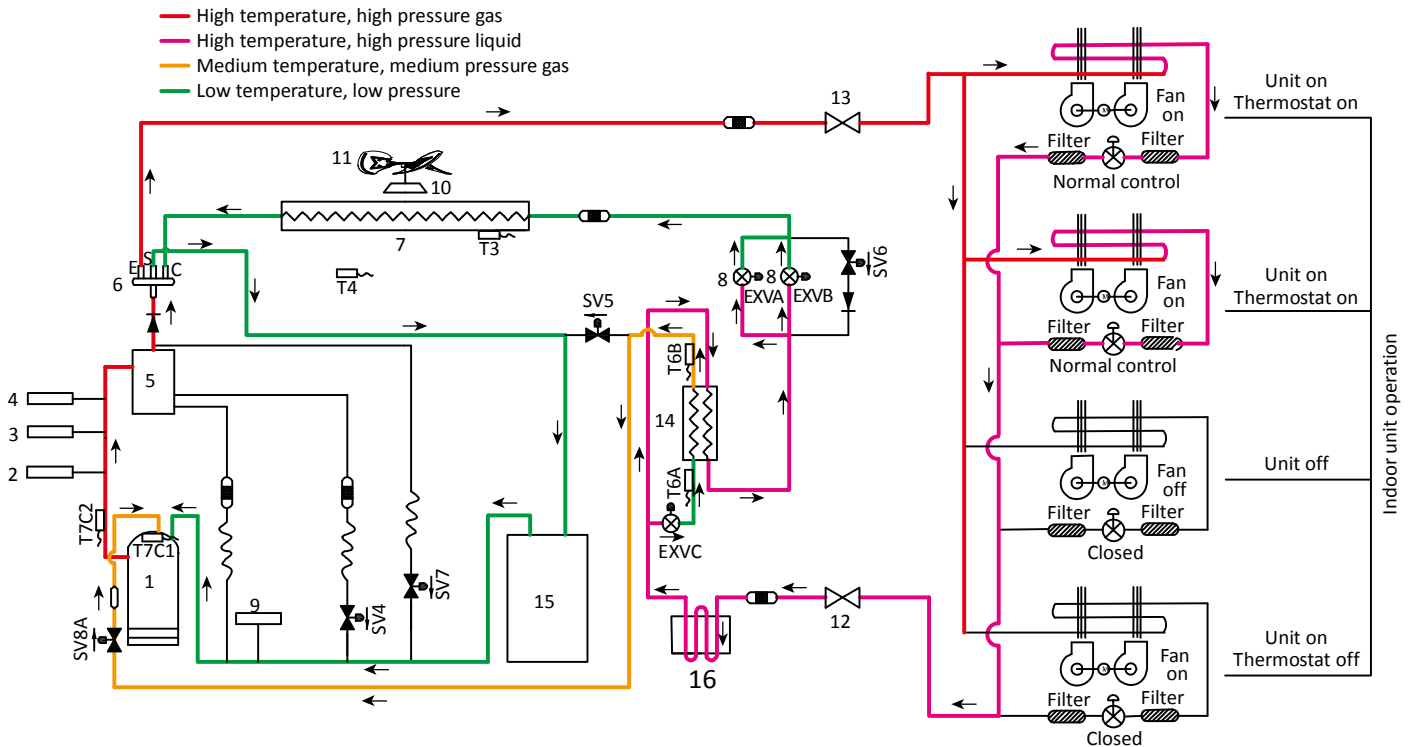 High temperature, high pressure gas
High temperature, high pressure liquid
Medium temperature, medium pressure gas
Low temperature, low pressure
13
Unit on
Thermostat on
Fan
on
M
Filter
Filter
Normal control
11
10
7
T3
T4
E
S
C
6
8
8
EXVA
EXVB
SV6
SV5
M
Fan
on
Unit on
Thermostat on
Filter
Filter
Normal control
T6B
5
4
3
2
14
T6A
EXVC
M
Fan
off
Unit off
Filter
Filter
Closed
Indoor unit operation
T7C2
T7C1
1
SV8A
9
SV4
SV7
15
16
12
M
Fan
on
Unit on
Thermostat off
Filter
Filter
Closed